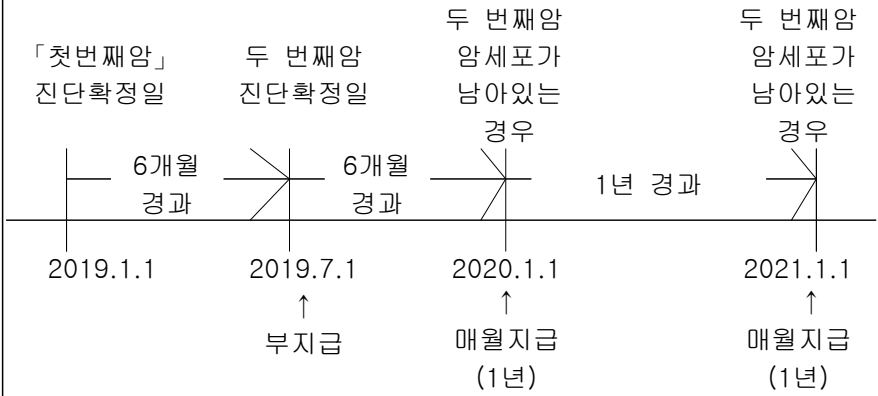 「첫번째암」
진단확정일
두 번째암
진단확정일
두 번째암
암세포가
남아있는
경우
두 번째암
암세포가
남아있는
경우
6개월
경과
6개월
경과
1년 경과
2019.1.1
2019.7.1
2020.1.1
2021.1.1
↑
부지급
↑
매월지급
(1년)
↑
매월지급
(1년)